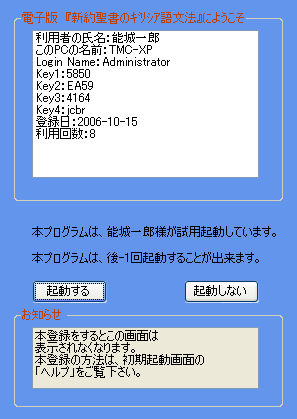 電子版 『新約聖書のギリシア語文法』にようこそ
利用者の氏名:能城一郎
このPCの名前:TMC-XP
Login Name:Administrator
Key1:5850
Key2:EA59
Key3:4164
Key4:jcbr
登録日:2006-10-15
利用回数:8
本プログラムは、能城一郎様が試用起動しています。
本プログラムは、後-1回起動することが出来ます。
起動する
起動しない
お知らせ
本登録をするとこの画面は
表示されなくなります。
本登録の方法は、初期起動画面の
「ヘルプ」をご覧下さい。